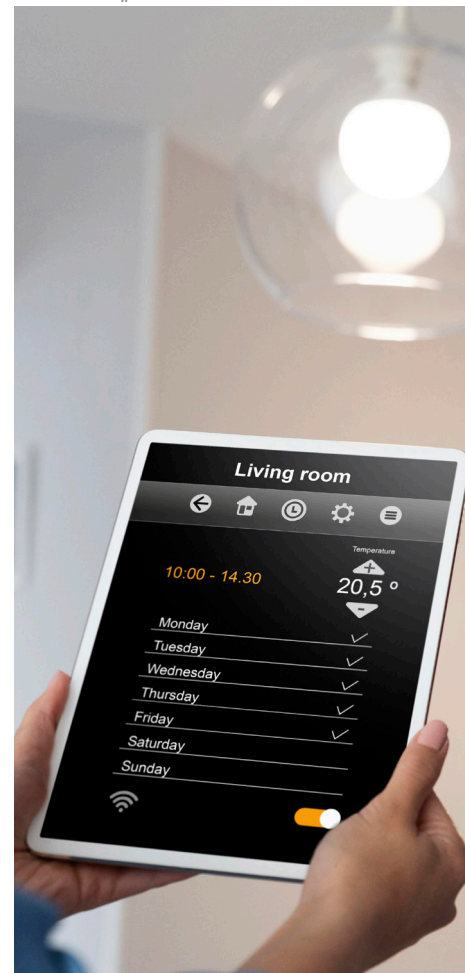 Living room
Temperature
10:00 - 14.30
20,5 º
Monday
Tuesday
Wednesday
Thursday
Friday
Saturday
Sunday